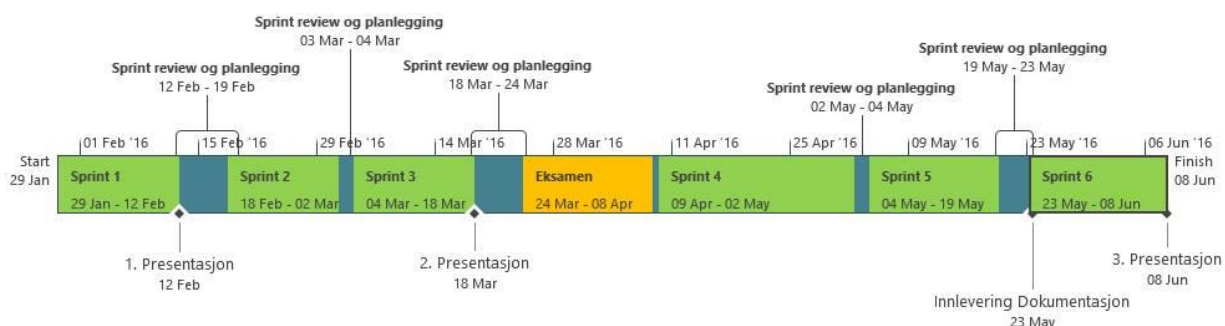 Sprint review og planlegging
03 Mar - 04 Mar
Sprint review og planlegging
19 May - 23 May
Sprint review og planlegging
12 Feb - 19 Feb
Sprint review og planlegging
18 Mar - 24 Mar
Sprint review og planlegging
02 May - 04 May
01 Feb '16
15 Feb '16
29 Feb '16
14 Mar '16
28 Mar '16
11 Apr '16
25 Apr '16
09 May '16
23 May '16
06 Jun '16
Start
29 Jan
Finish
08 Jun
Sprint 1
29 Jan - 12 Feb
Sprint 2
18 Feb - 02 Mar
Sprint 3
04 Mar - 18 Mar
Eksamen
24 Mar - 08 Apr
Sprint 4
09 Apr - 02 May
Sprint 5
04 May - 19 May
Sprint 6
23 May - 08 Jun
1. Presentasjon
12 Feb
2. Presentasjon
18 Mar
3. Presentasjon
08 Jun
Innlevering Dokumentasjon
23 May